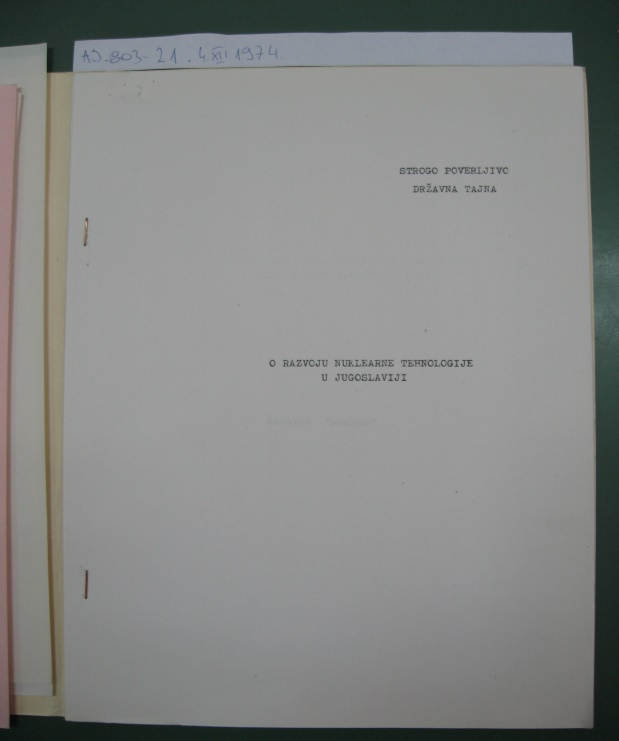 AJ-803-21. 4 XII 1974
STROGO POVERLJIVO
DRŽAVNA TAJNA
O RAZVOJU NUKLEARNE TEHNOLOGIJE
U JUGOSLAVIJI